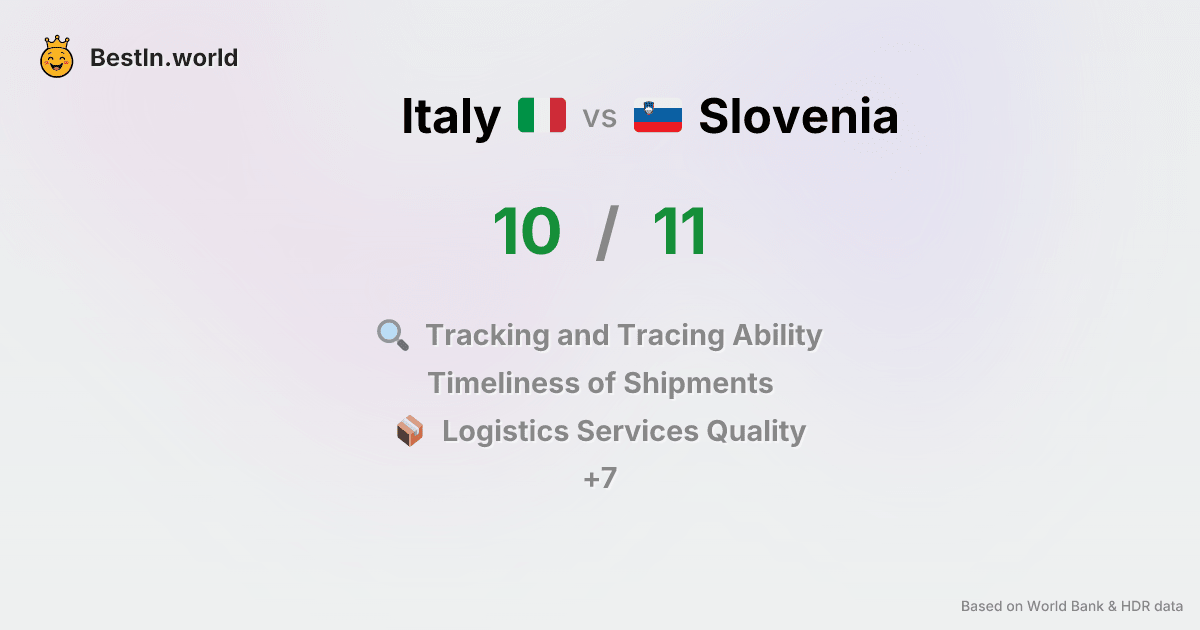 BestIn.world
Italy vs Slovenia
10 / 11
Tracking and Tracing Ability
Timeliness of Shipments
Logistics Services Quality
+7
Based on World Bank & HDR data